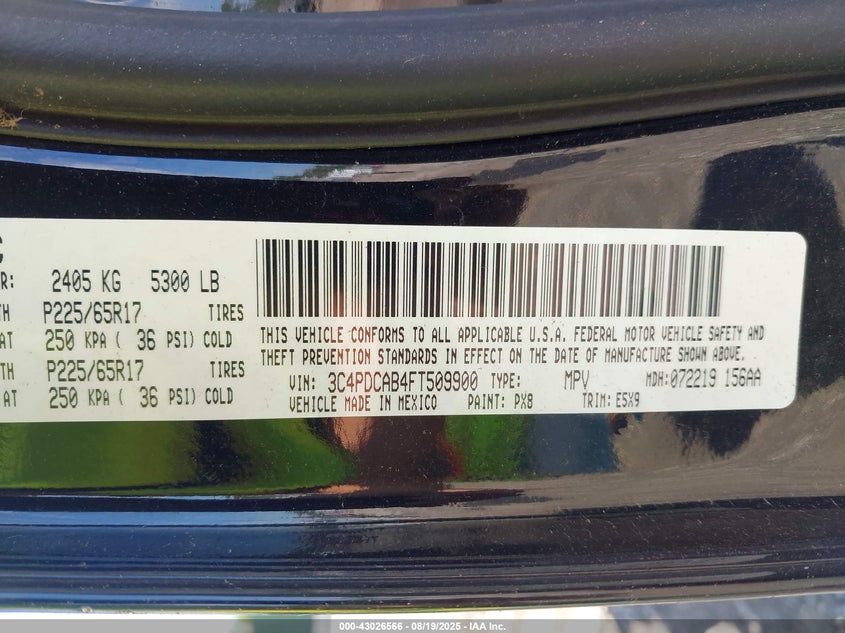 R: 2405 KG 5300 LB
TH P225/65R17 TIRES
AT 250 KPA ( 36 PSI) COLD
TH P225/65R17 TIRES
AT 250 KPA ( 36 PSI) COLD
THIS VEHICLE CONFORMS TO ALL APPLICABLE U.S.A. FEDERAL MOTOR VEHICLE SAFETY AND
THEFT PREVENTION STANDARDS IN EFFECT ON THE DATE OF MANUFACTURE SHOWN ABOVE.
VIN: 3C4PDCAB4FT509900 TYPE: MPV MDH: 072219 156AA
VEHICLE MADE IN MEXICO PAINT: PX8 TRIM: E5X9
000-43026566 - 08/19/2025 - IAA Inc.